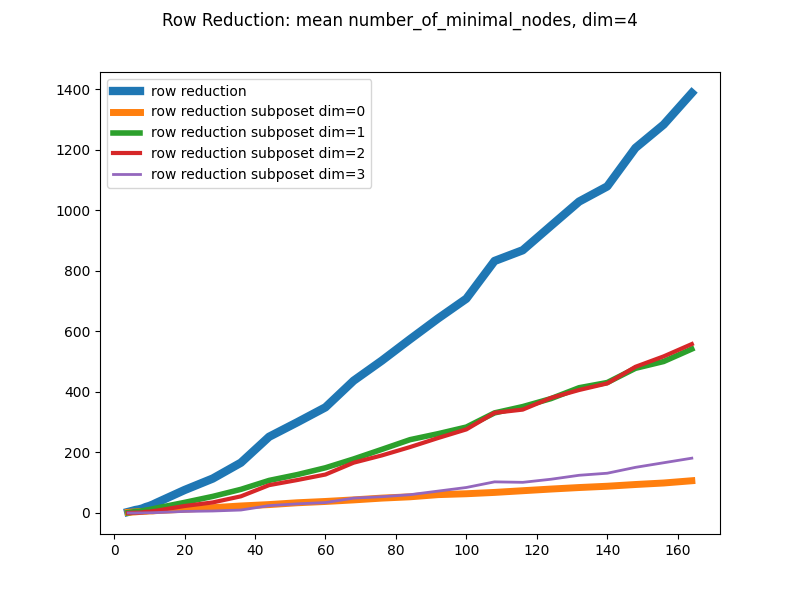 Row Reduction: mean number_of_minimal_nodes, dim=4
row reduction
row reduction subposet dim=0
row reduction subposet dim=1
row reduction subposet dim=2
row reduction subposet dim=3
1400
1200
1000
800
600
400
200
0
0 20 40 60 80 100 120 140 160